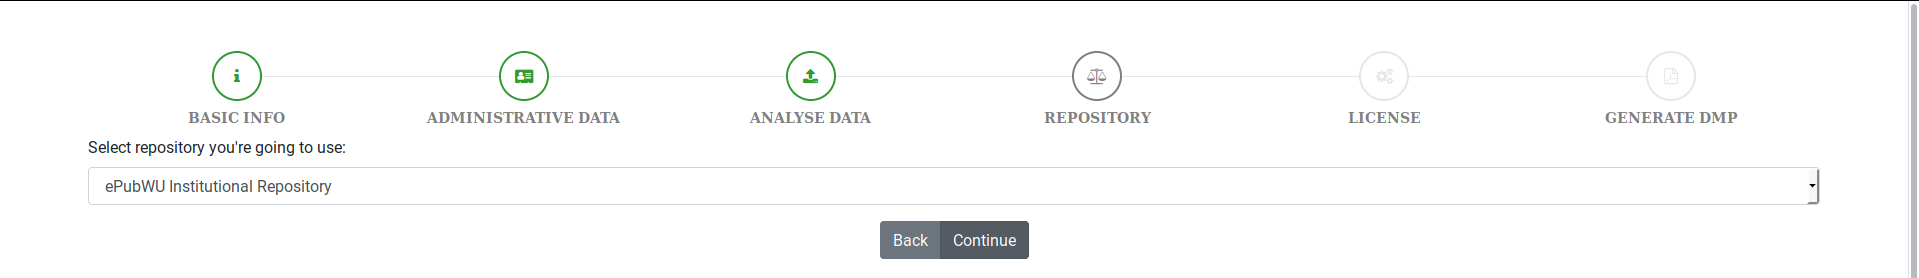 BASIC INFO ADMINISTRATIVE DATA ANALYSE DATA REPOSITORY LICENSE GENERATE DMP
Select repository you're going to use:
ePubWU Institutional Repository
Back Continue